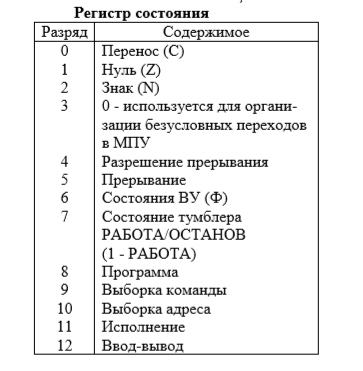 Регистр состояния
Разряд Содержимое
0 Перенос (C)
1 Нуль (Z)
2 Знак (N)
3 0 - используется для органи-
зации безусловных переходов
в МПУ
4 Разрешение прерывания
5 Прерывание
6 Состояния ВУ (Ф)
7 Состояние тумблера
РАБОТА/ОСТАНОВ
(1 - РАБОТА)
8 Программа
9 Выборка команды
10 Выборка адреса
11 Исполнение
12 Ввод-вывод